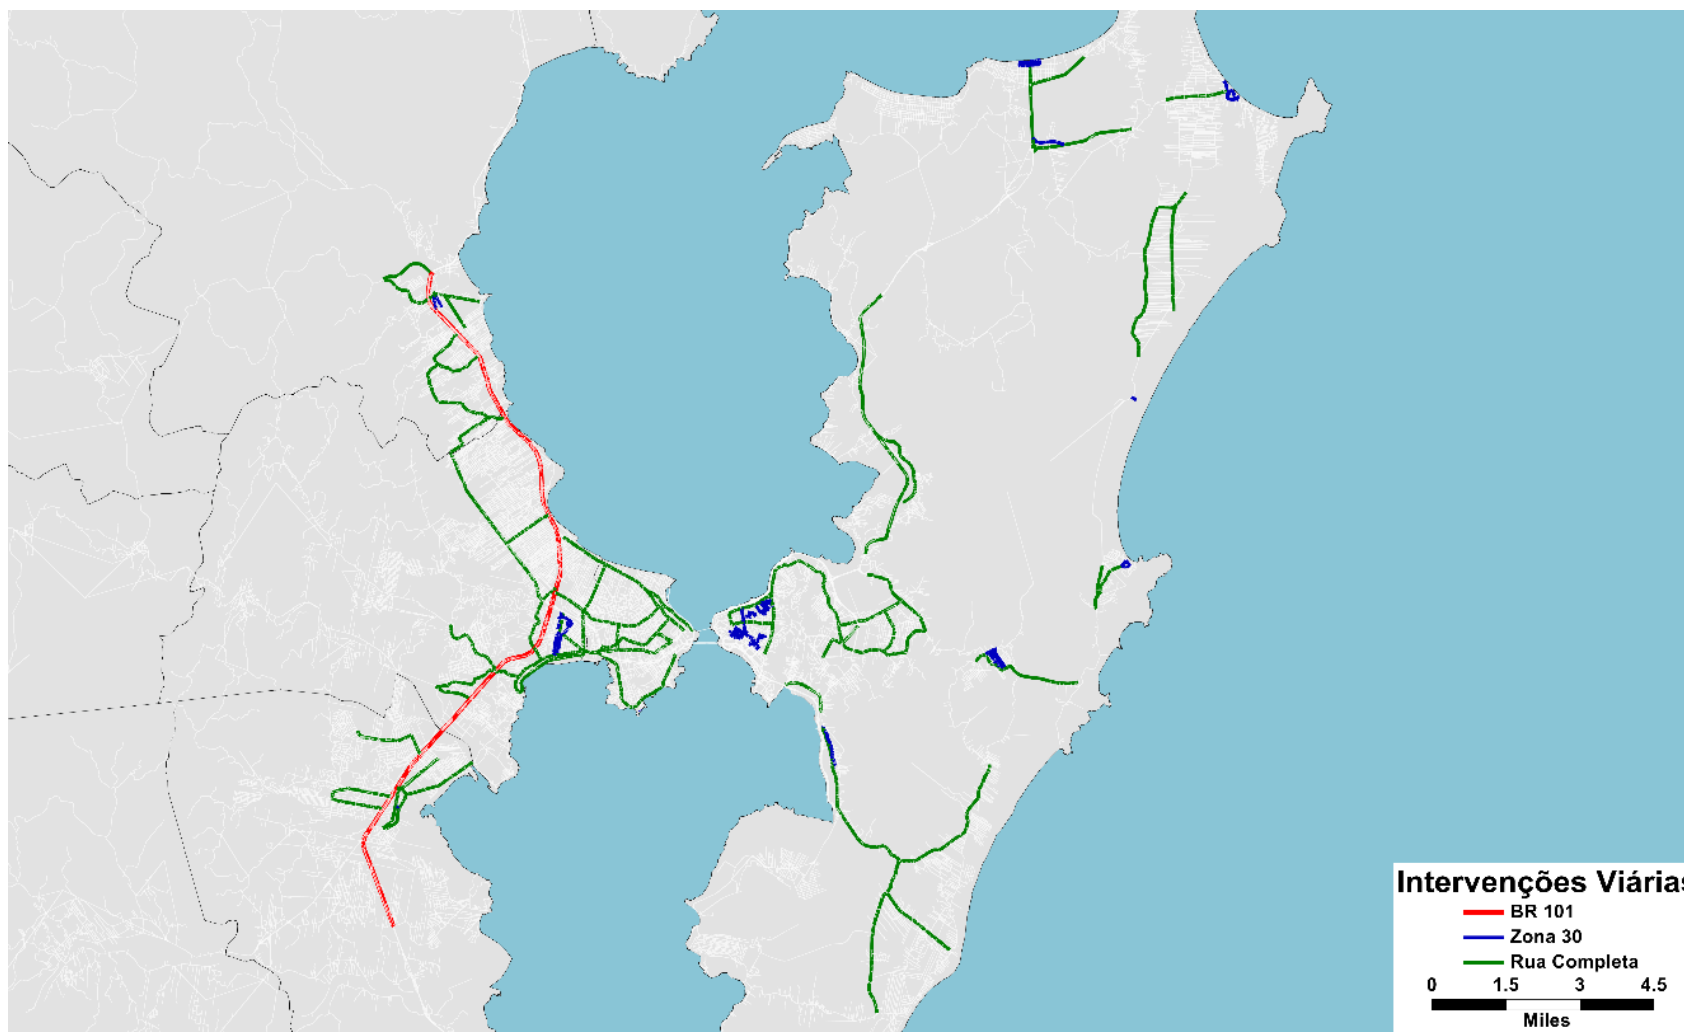 Intervenções Viárias
BR 101
Zona 30
Rua Completa
0 1.5 3 4.5
Miles